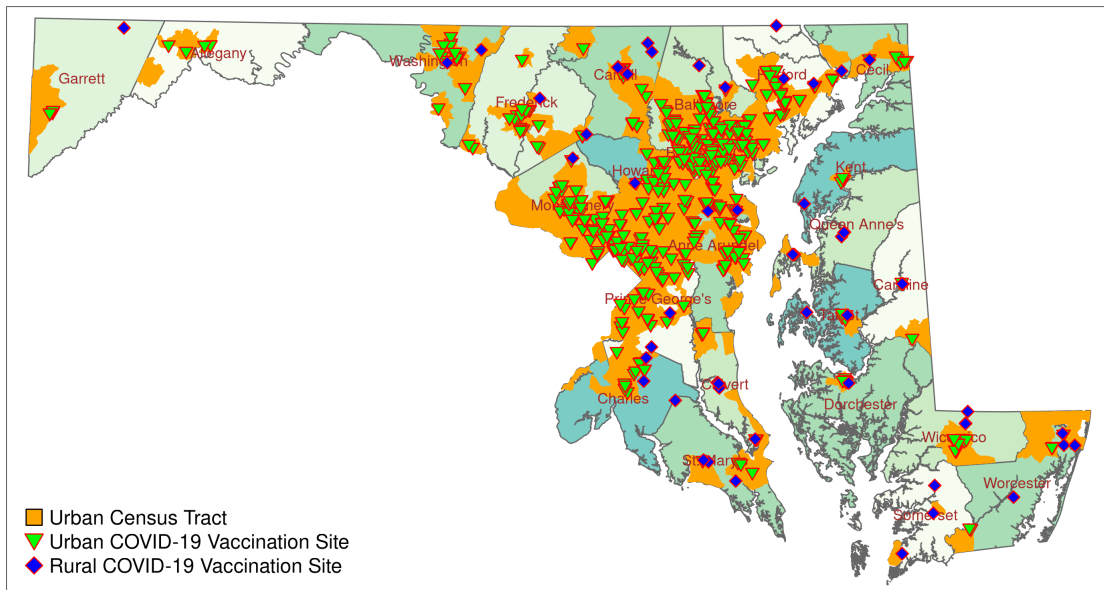 Garrett
Allegany
Washington
Frederick
Carroll
Baltimore
Harford
Cecil
Howard
Kent
Montgomery
Queen Anne's
Anne Arundel
Prince George's
Caroline
Talbot
Calvert
Charles
Dorchester
Wicomico
St. Mary's
Worcester
Somerset
Urban Census Tract
Urban COVID-19 Vaccination Site
Rural COVID-19 Vaccination Site